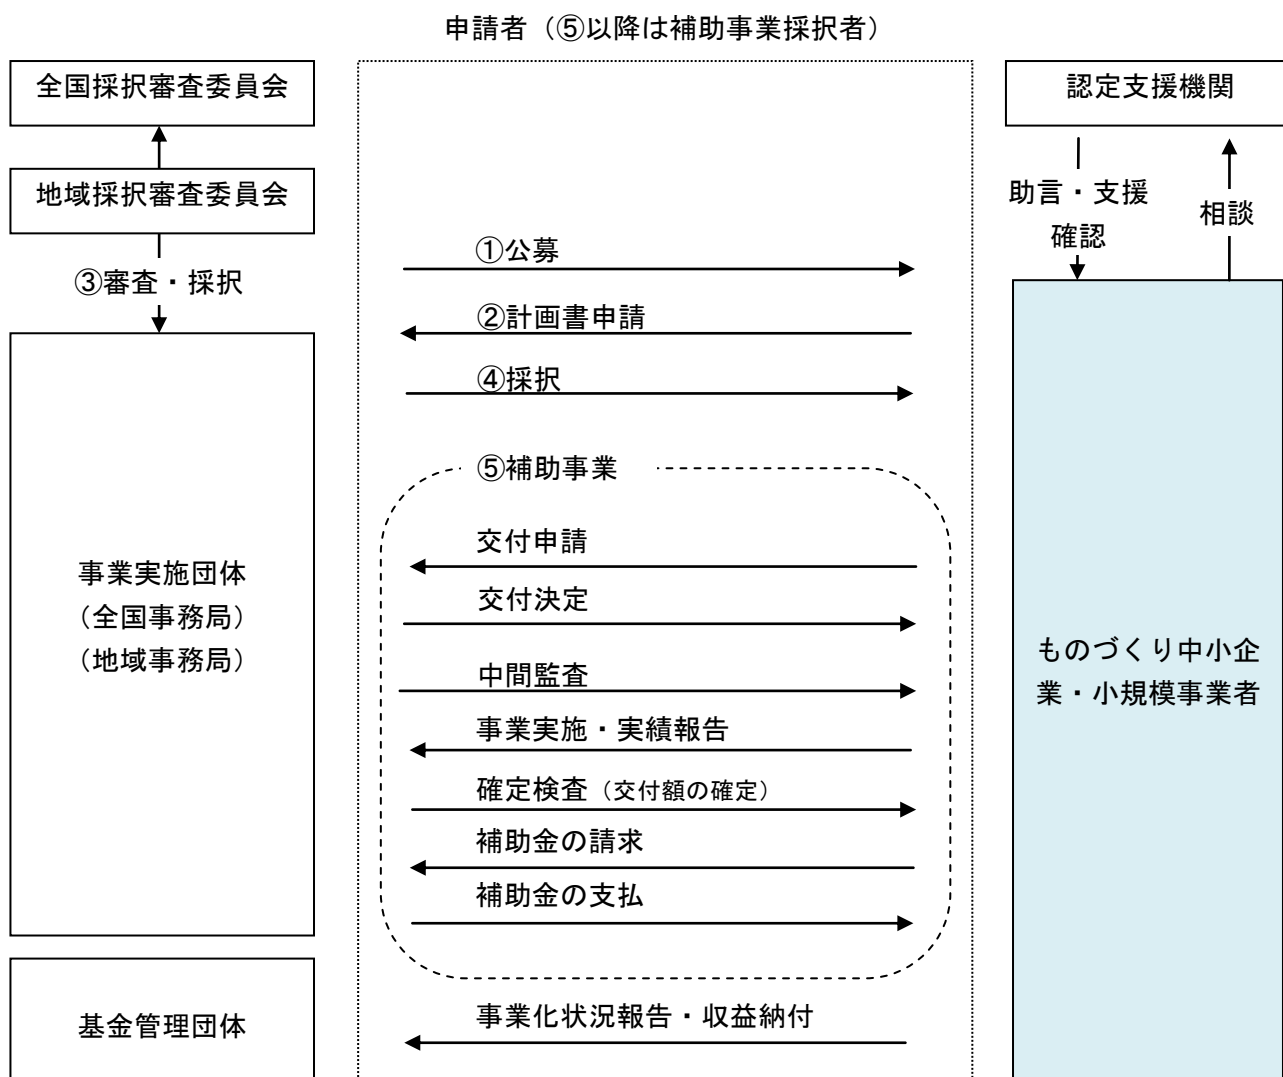 申請者（⑤以降は補助事業採択者）
全国採択審査委員会
地域採択審査委員会
③審査・採択
事業実施団体
（全国事務局）
（地域事務局）
基金管理団体
①公募
②計画書申請
④採択
⑤補助事業
交付申請
交付決定
中間監査
事業実施・実績報告
確定検査（交付額の確定）
補助金の請求
補助金の支払
事業化状況報告・収益納付
認定支援機関
助言・支援
確認
相談
ものづくり中小企
業・小規模事業者